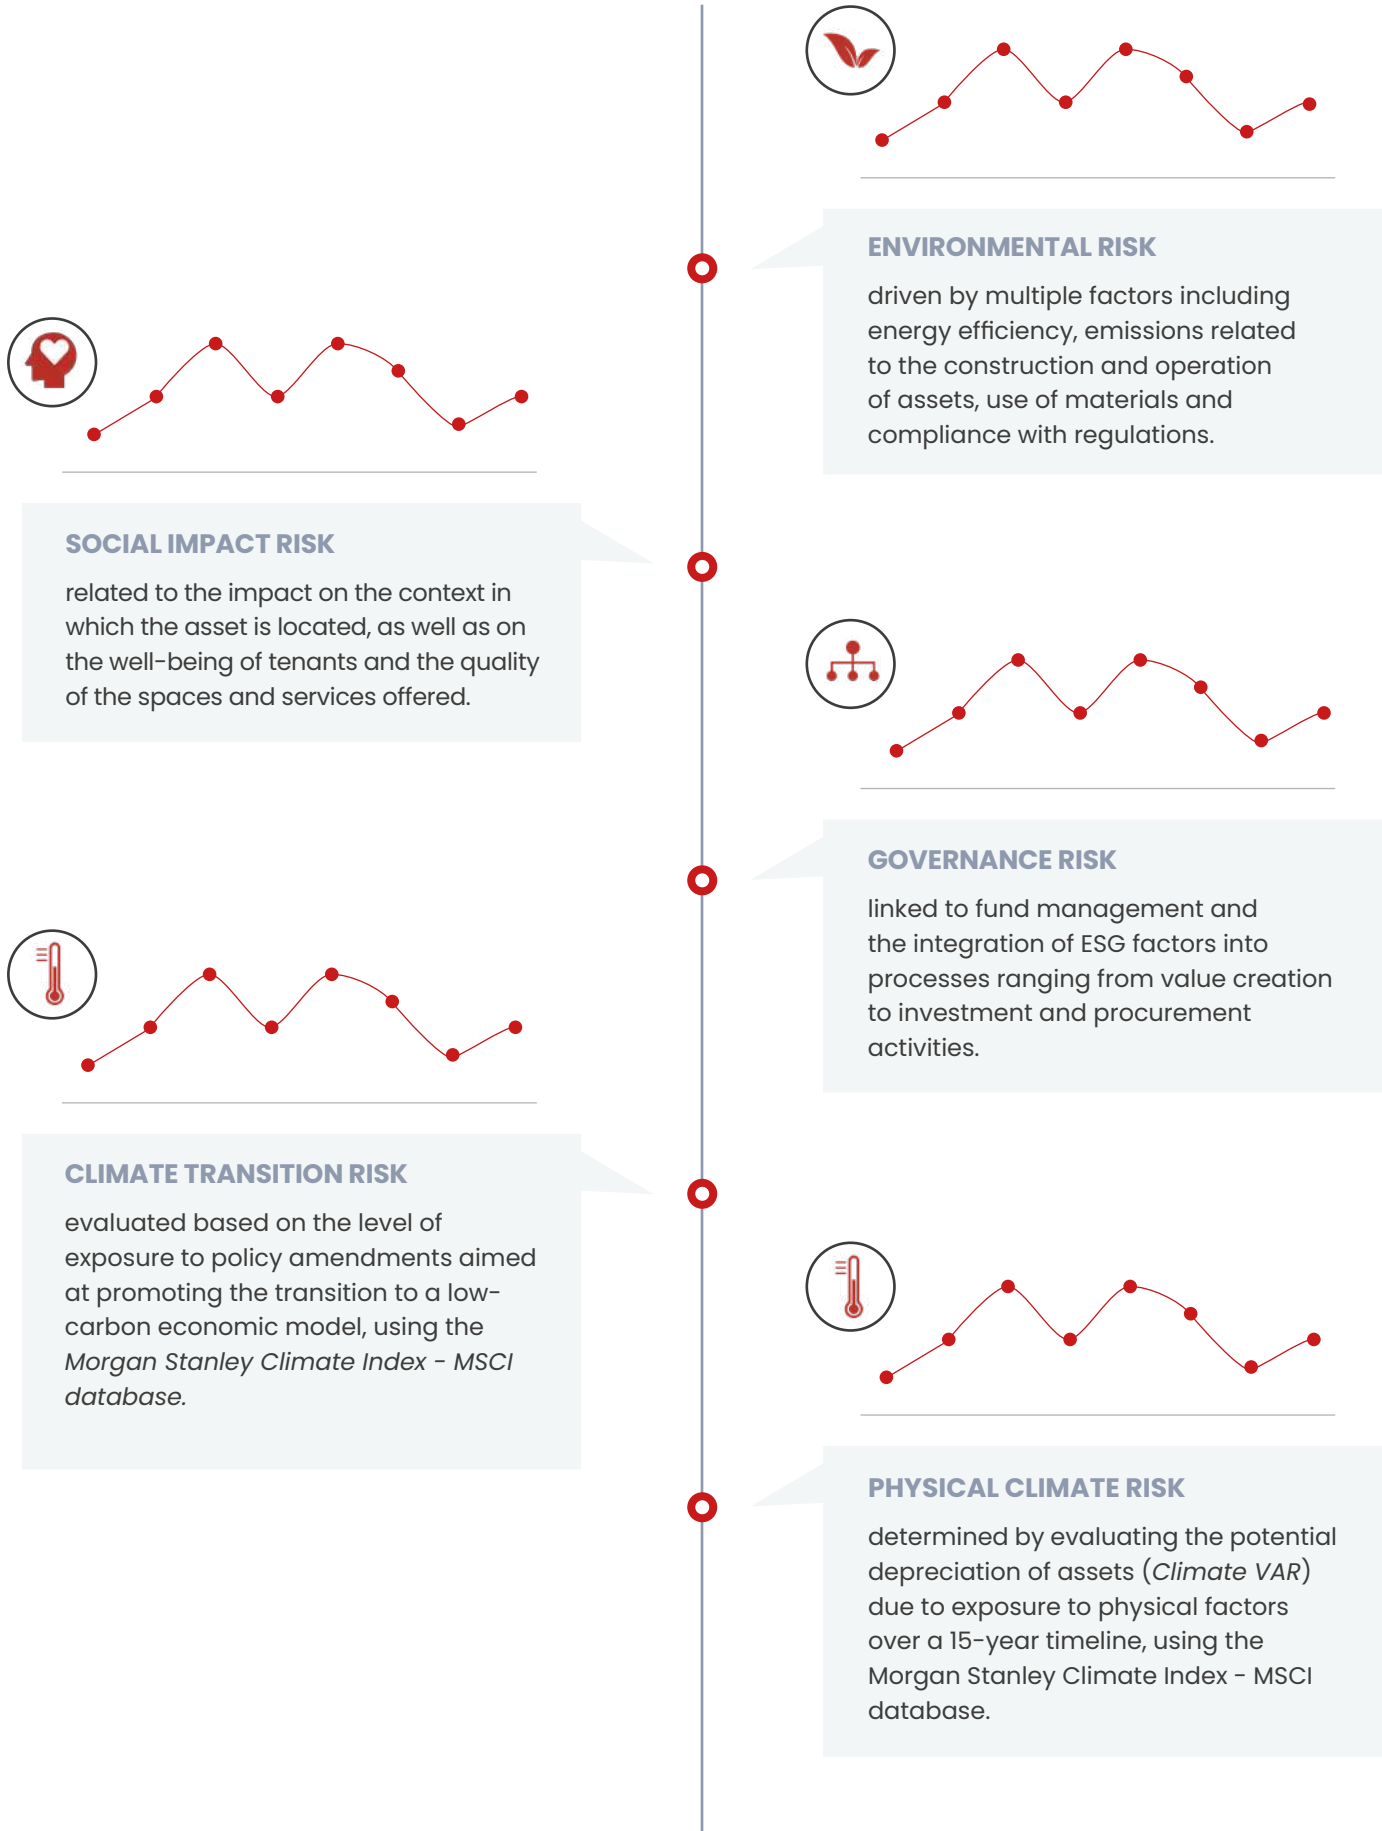 ENVIRONMENTAL RISK
driven by multiple factors including
energy efficiency, emissions related
to the construction and operation
of assets, use of materials and
compliance with regulations.
SOCIAL IMPACT RISK
related to the impact on the context in
which the asset is located, as well as on
the well-being of tenants and the quality
of the spaces and services offered.
GOVERNANCE RISK
linked to fund management and
the integration of ESG factors into
processes ranging from value creation
to investment and procurement
activities.
CLIMATE TRANSITION RISK
evaluated based on the level of
exposure to policy amendments aimed
at promoting the transition to a low-
carbon economic model, using the
Morgan Stanley Climate Index - MSCI
database.
PHYSICAL CLIMATE RISK
determined by evaluating the potential
depreciation of assets (Climate VAR)
due to exposure to physical factors
over a 15-year timeline, using the
Morgan Stanley Climate Index - MSCI
database.